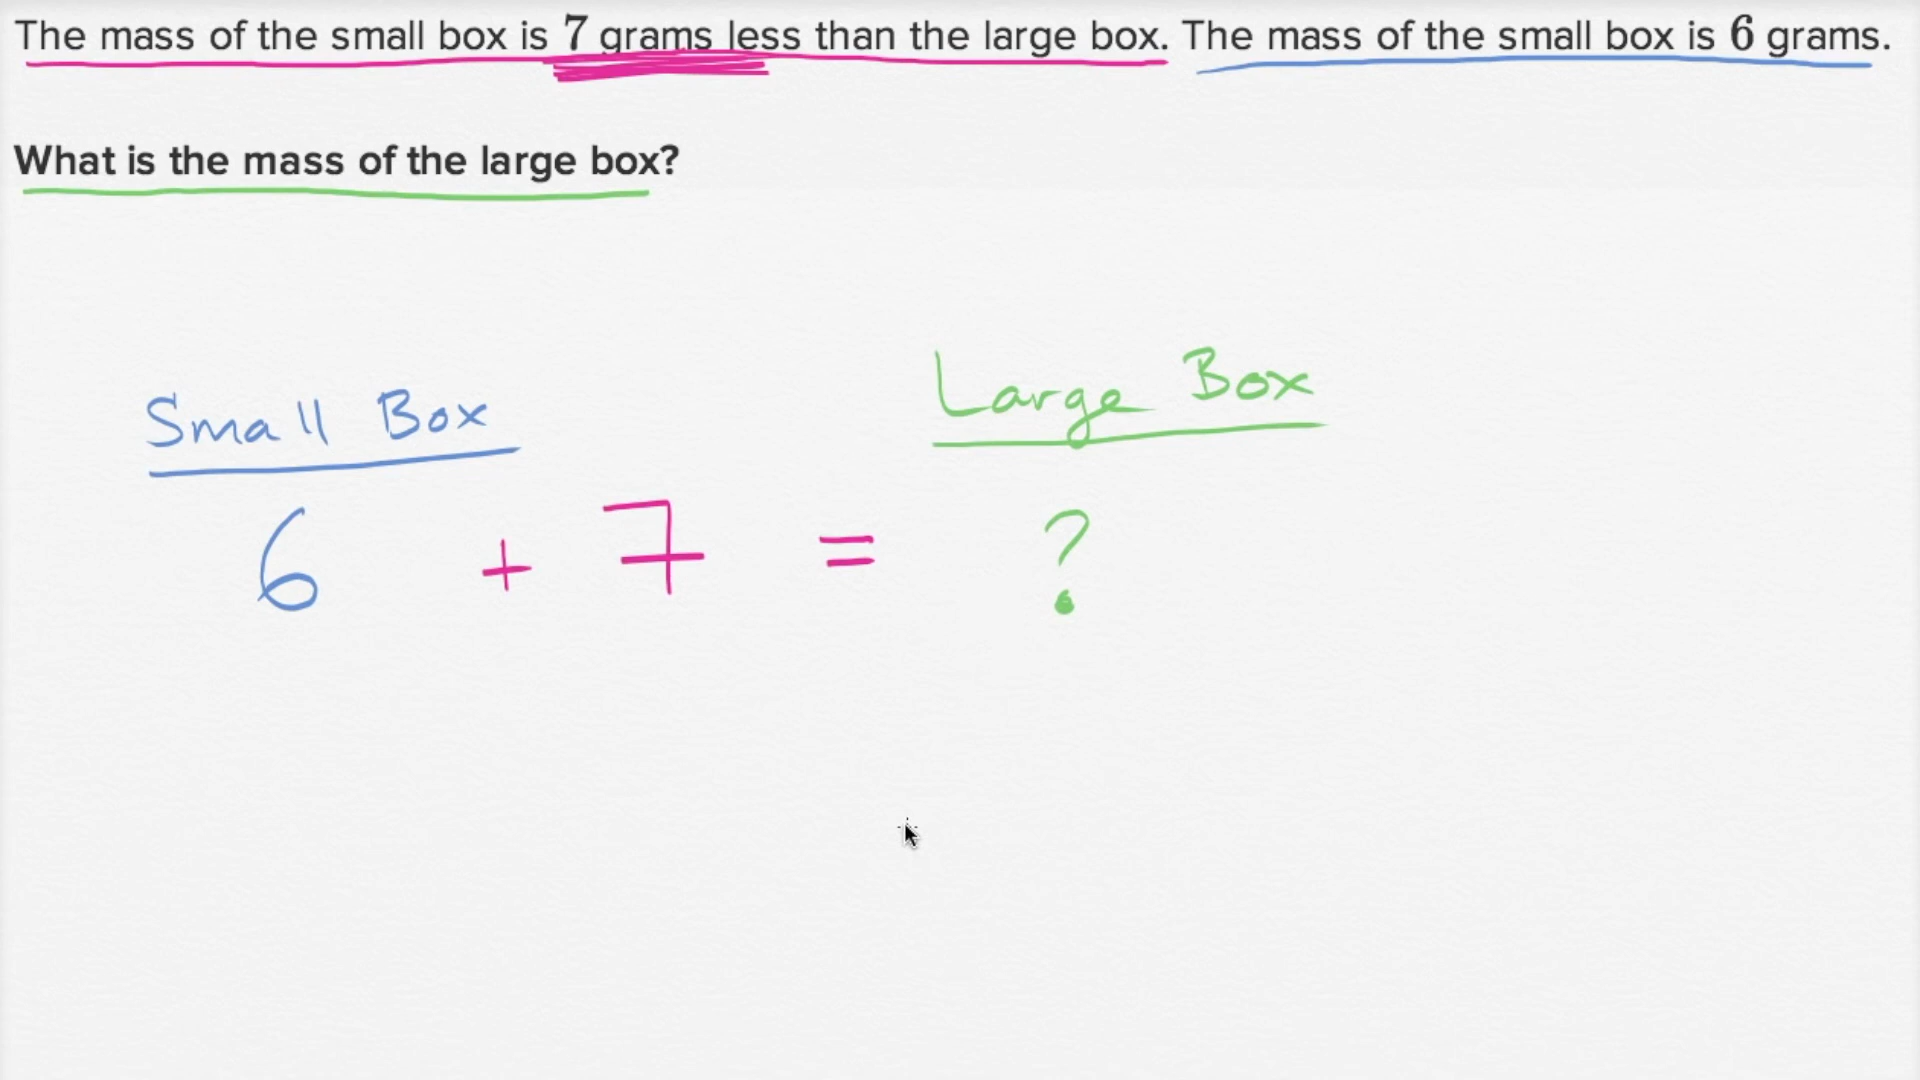 The mass of the small box is 7 grams less than the large box. The mass of the small box is 6 grams.
What is the mass of the large box?
Small Box
Large Box
6 + 7 = ?